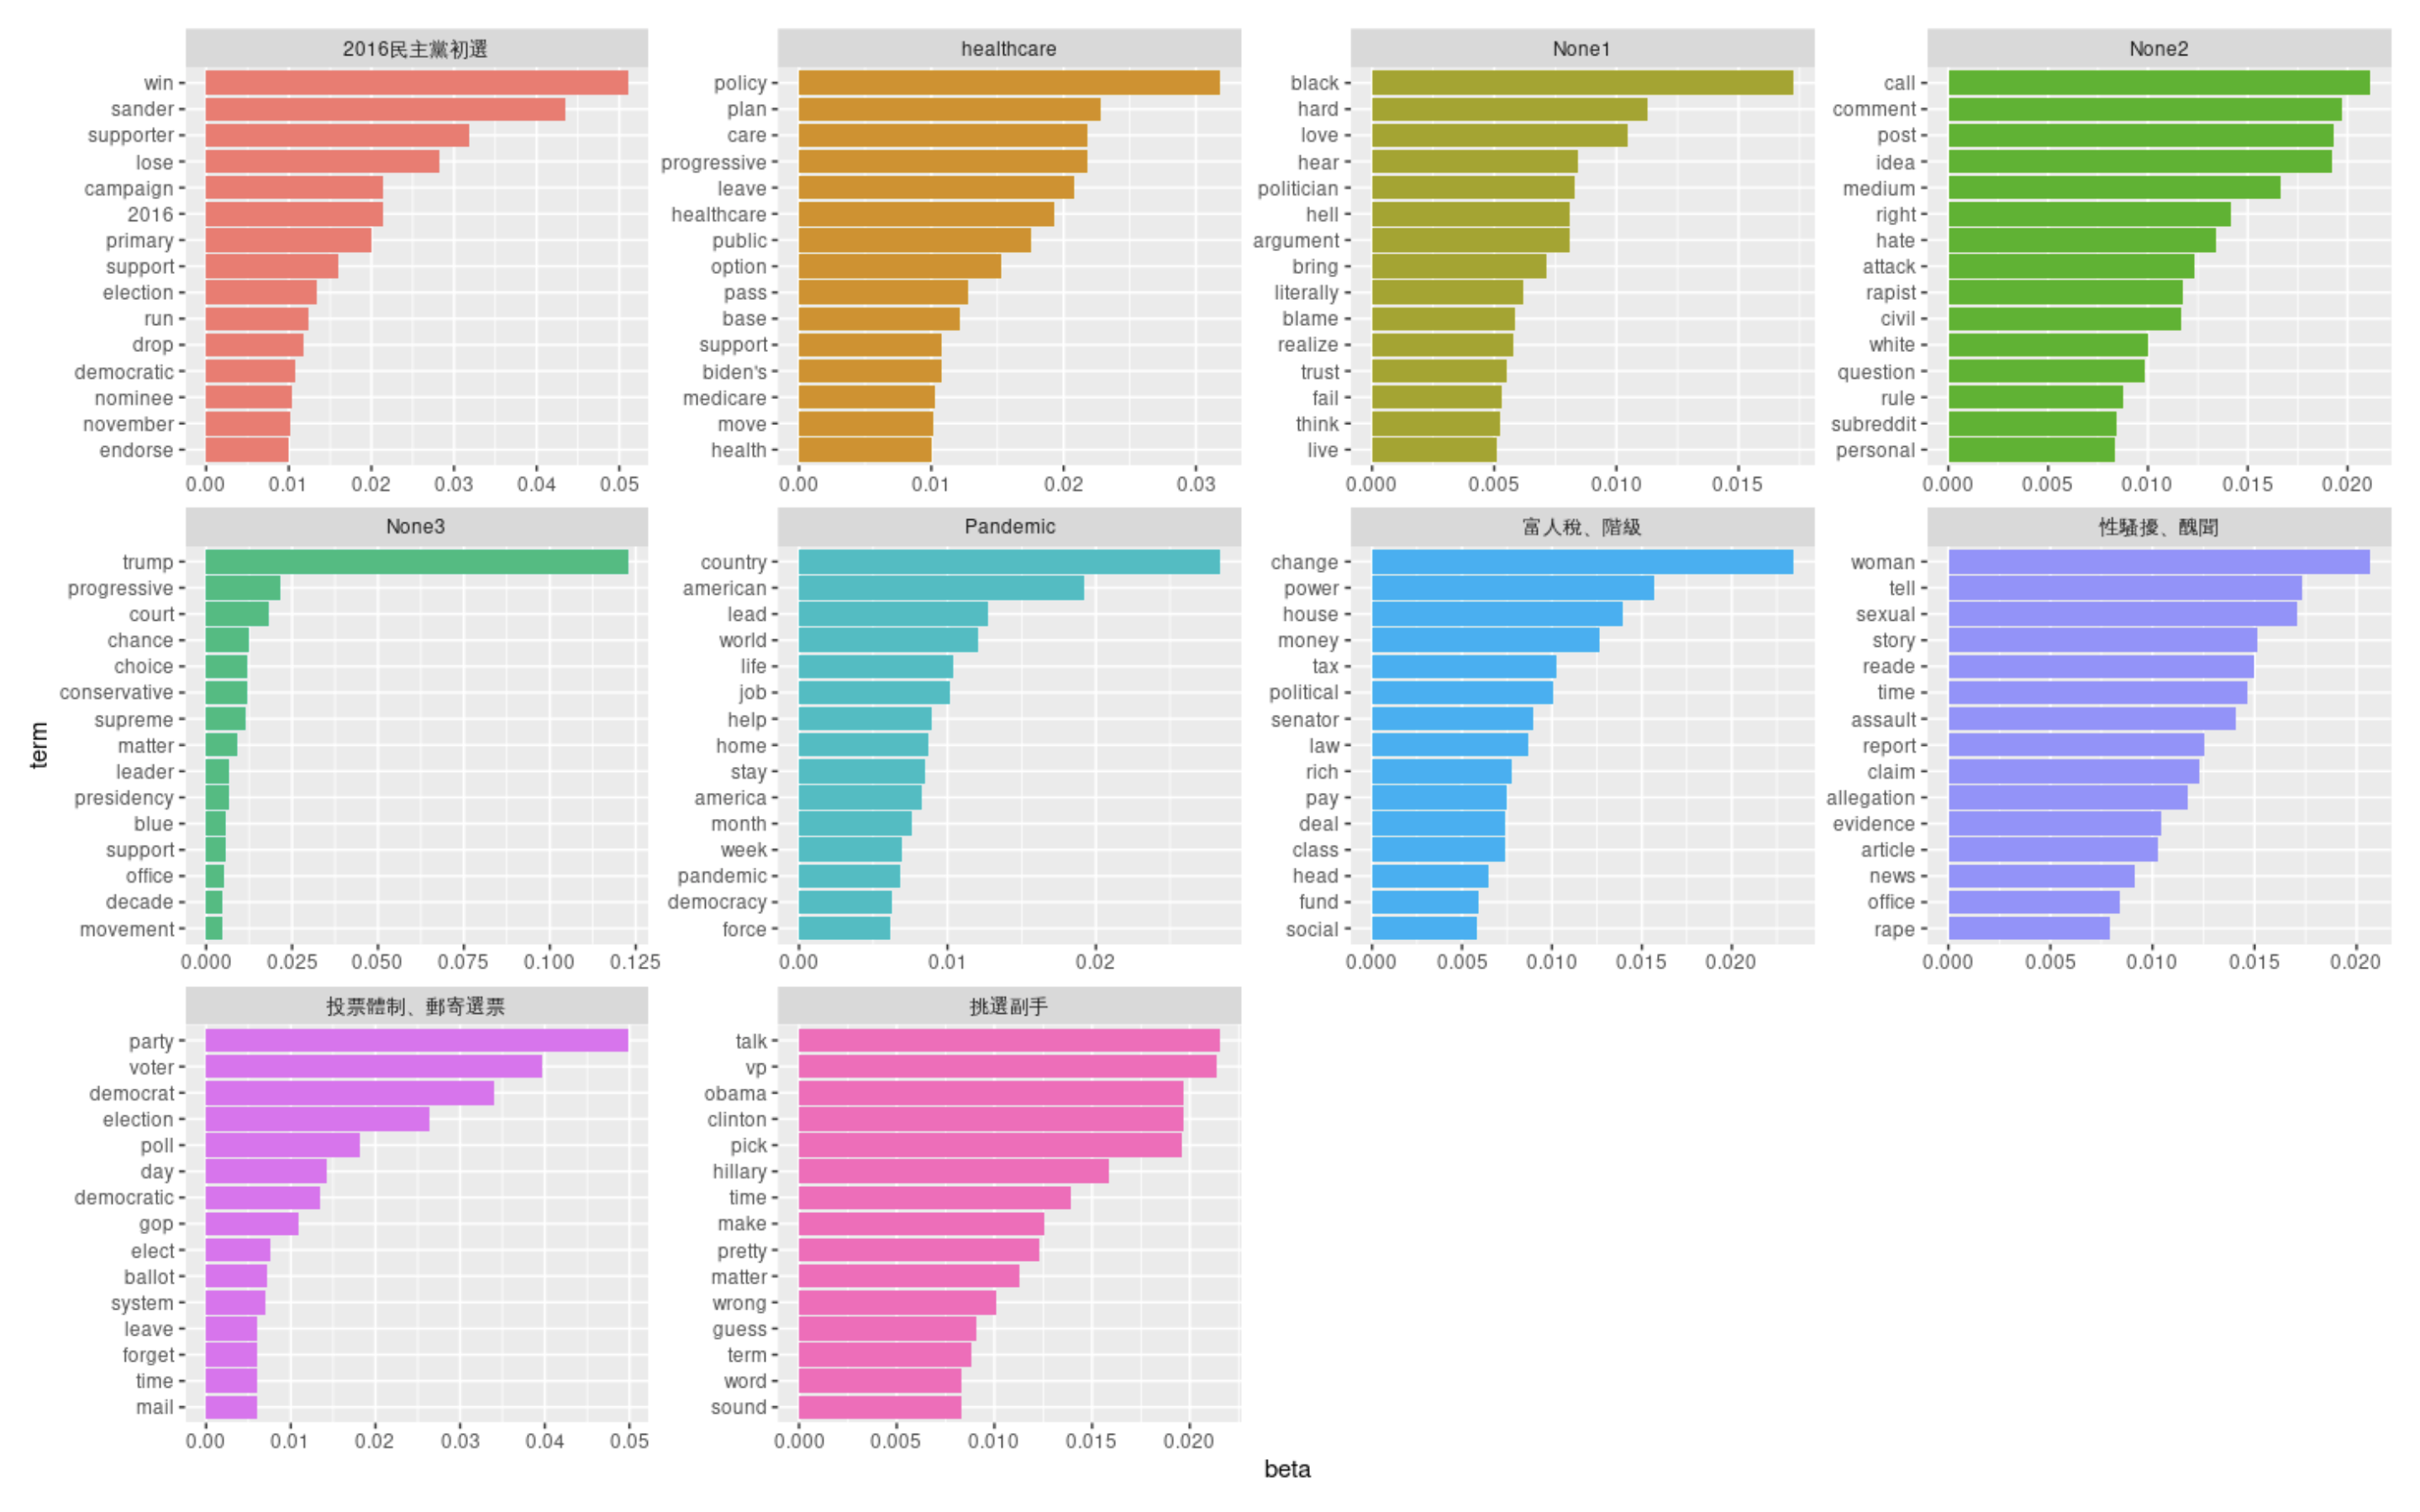 2016民主黨初選
win
sander
supporter
lose
campaign
2016
primary
support
election
run
drop
democratic
nominee
november
endorse
0.00 0.01 0.02 0.03 0.04 0.05
healthcare
policy
plan
care
progressive
leave
healthcare
public
option
pass
base
support
biden's
medicare
move
health
0.00 0.01 0.02 0.03
None1
black
hard
love
hear
politician
hell
argument
bring
literally
blame
realize
trust
fail
think
live
0.000 0.005 0.010 0.015
None2
call
comment
post
idea
medium
right
hate
attack
rapist
civil
white
question
rule
subreddit
personal
0.000 0.005 0.010 0.015 0.020
None3
trump
progressive
court
chance
choice
conservative
supreme
matter
leader
presidency
blue
support
office
decade
movement
0.000 0.025 0.050 0.075 0.100 0.125
Pandemic
country
american
lead
world
life
job
help
home
stay
america
month
week
pandemic
democracy
force
0.00 0.01 0.02
富人稅、階級
change
power
house
money
tax
political
senator
law
rich
pay
deal
class
head
fund
social
0.000 0.005 0.010 0.015 0.020
性騷擾、醜聞
woman
tell
sexual
story
reade
time
assault
report
claim
allegation
evidence
article
news
office
rape
0.000 0.005 0.010 0.015 0.020
投票體制、郵寄選票
party
voter
democrat
election
poll
day
democratic
gop
elect
ballot
system
leave
forget
time
mail
0.00 0.01 0.02 0.03 0.04 0.05
挑選副手
talk
vp
obama
clinton
pick
hillary
time
make
pretty
matter
wrong
guess
term
word
sound
0.000 0.005 0.010 0.015 0.020
term
beta